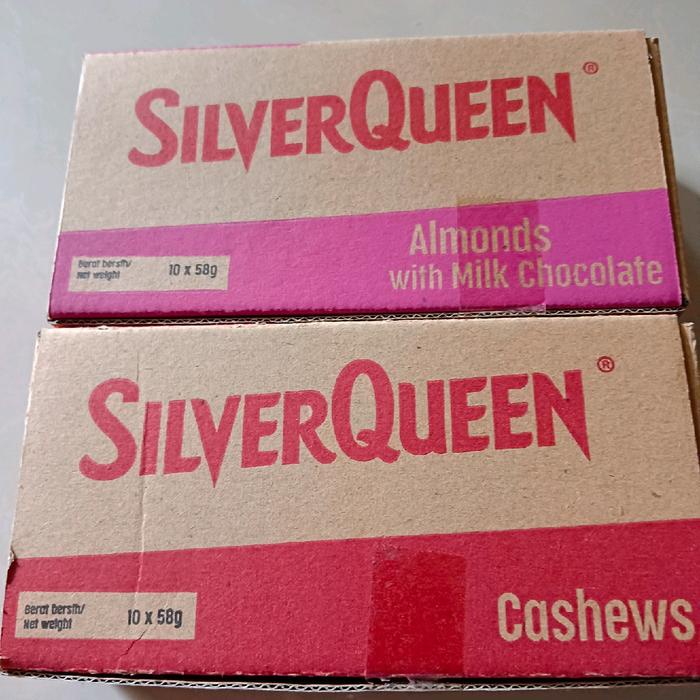 SILVERQUEEN®
Almonds
with Milk Chocolate
Berat bersih/
Net weight
10 x 58g
SILVERQUEEN®
Berat bersih/
Net weight
10 x 58g
Cashews